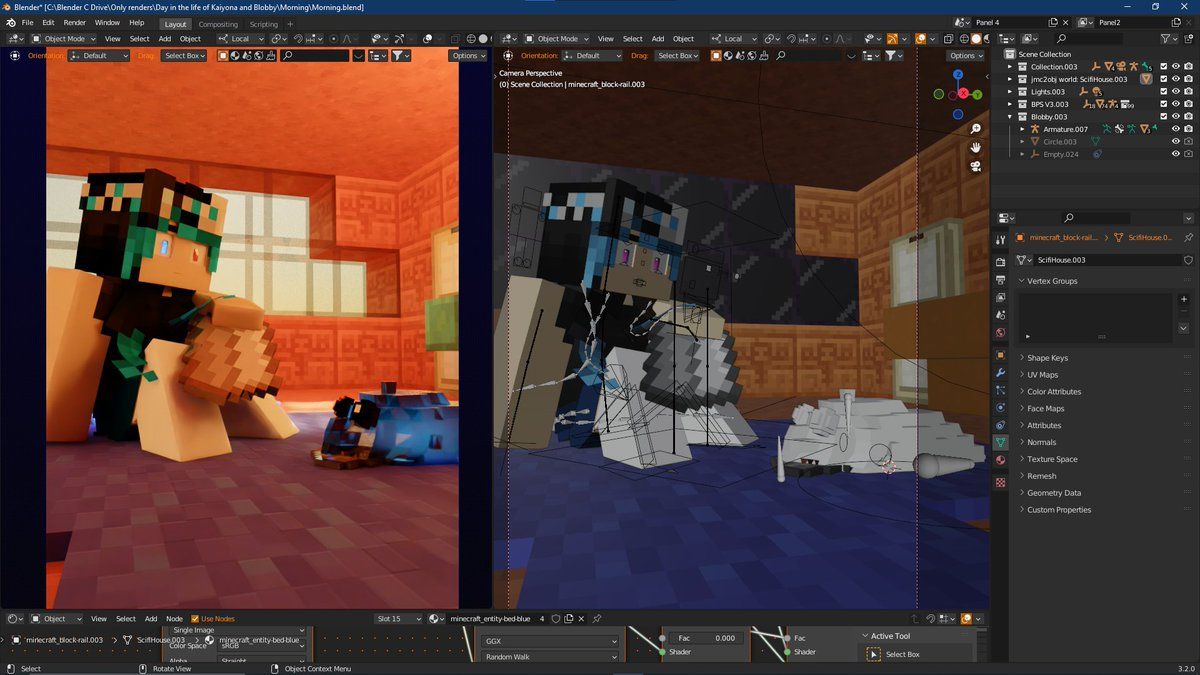 Blender* [C:\Blender C Drive\Only renders\Day in the life of Kaiyona and Blobby\Morning\Morning.blend]
File Edit Render Window Help Layout Compositing Scripting + Panel 4 Panel2
Object Mode View Select Add Object Local Object Mode View Select Add Object Local
Orientation: Default Drag: Select Box Options Orientation: Default Drag: Select Box Options
Camera Perspective
(0) Scene Collection | minecraft_block-rail.003
Z
X
Y
Scene Collection
Collection.003
jmc2obj world: ScifiHouse.003
Lights.003
BPS V3.003
Blobby.003
Armature.007
Circle.003
Empty.024
minecraft_block-rail... ScifiHouse.0...
ScifiHouse.003
Vertex Groups
Shape Keys
UV Maps
Color Attributes
Face Maps
Attributes
Normals
Texture Space
Remesh
Geometry Data
Custom Properties
Object View Select Add Node Use Nodes Slot 15 minecraft_entity-bed-blue 4
minecraft_block-rail.003 ScifiHouse.003 minecraft_entity-bed-blue
Single Image
Color Space sRGB
Alpha Straight
GGX
Random Walk
Fac 0.000
Shader
Fac
Shader
Active Tool
Select Box
Select Rotate View Object Context Menu 3.2.0